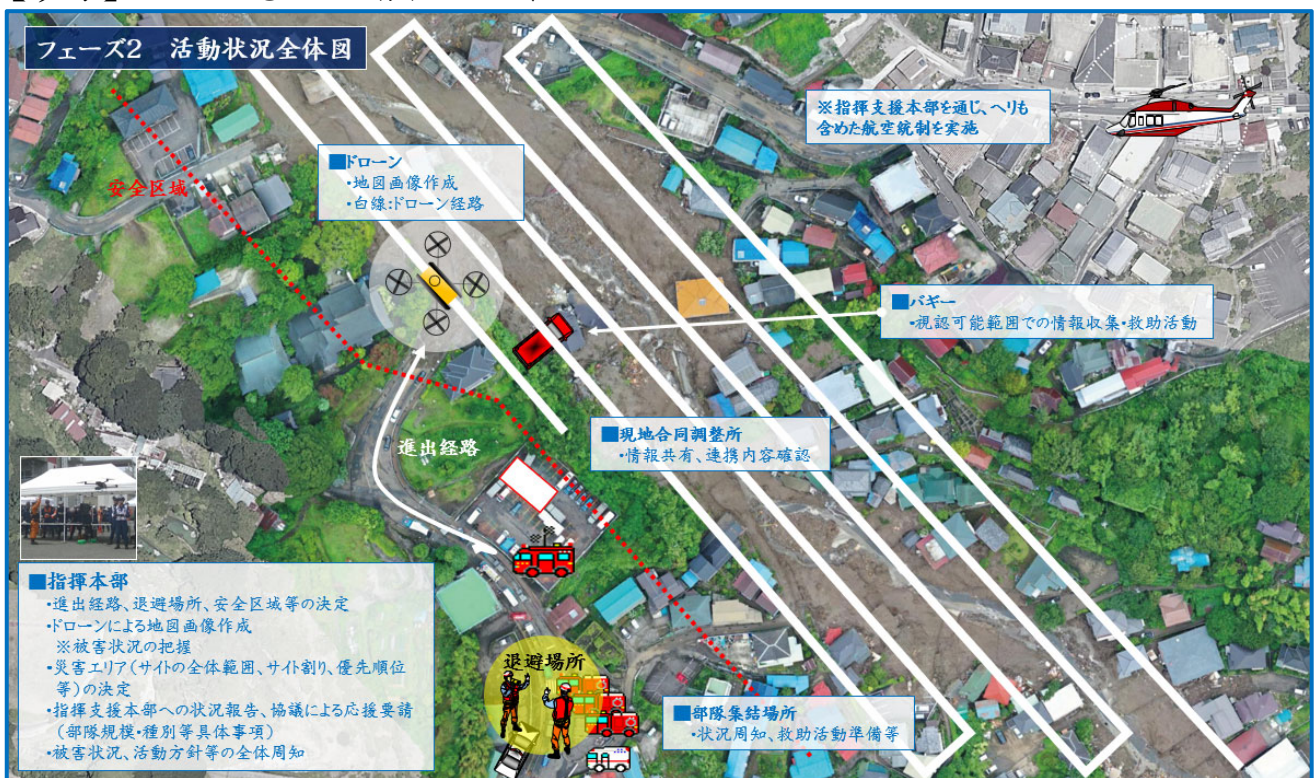 フェーズ2 活動状況全体図
※指揮支援本部を通じ、ヘリも
含めた航空統制を実施
■ドローン
・地図画像作成
・白線:ドローン経路
安全区域
■バギー
・視認可能範囲での情報収集・救助活動
進出経路
■現地合同調整所
・情報共有、連携内容確認
■指揮本部
・進出経路、退避場所、安全区域等の決定
・ドローンによる地図画像作成
※被害状況の把握
・災害エリア(サイトの全体範囲、サイト割り、優先順位
等)の決定
・指揮支援本部への状況報告、協議による応援要請
(部隊規模・種別等具体事項)
・被害状況、活動方針等の全体周知
退避場所
■部隊集結場所
・状況周知、救助活動準備等